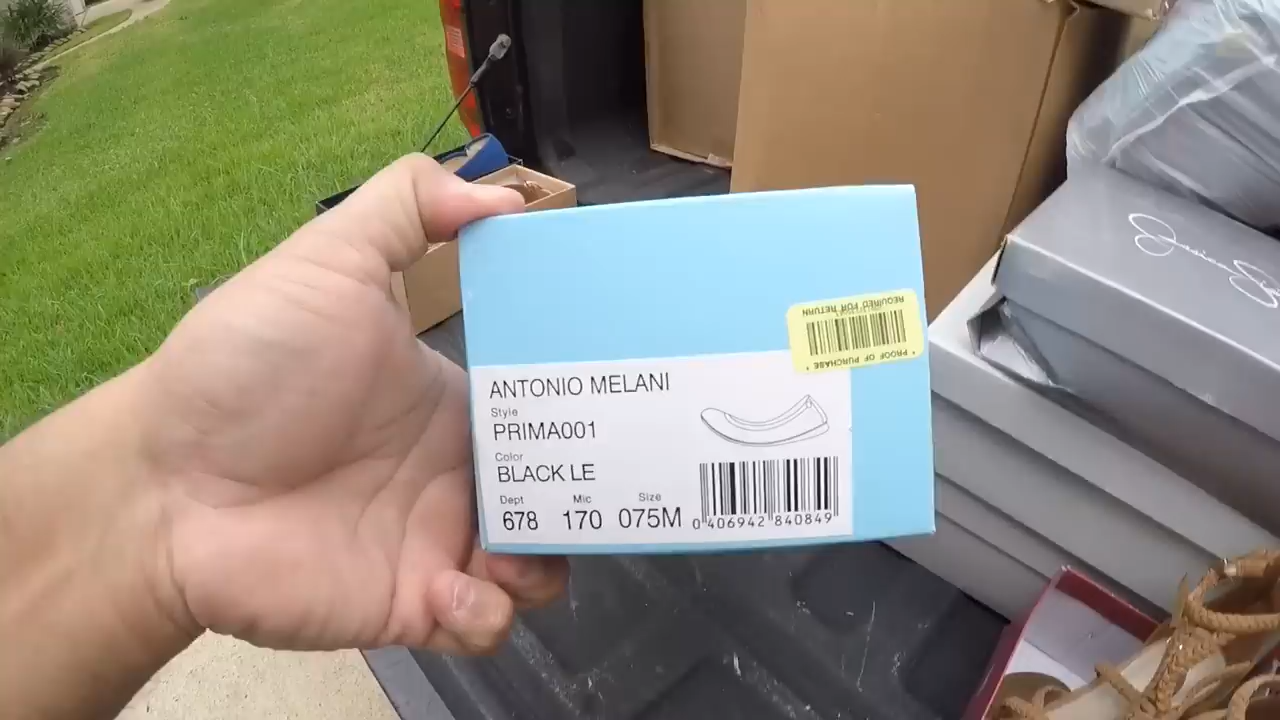 ANTONIO MELANI
Style
PRIMA001
Color
BLACK LE
Dept Mic Size
678 170 075M
0 406942 840849
* PROOF OF PURCHASE *
REQUIRED FOR RETURN
Jessica